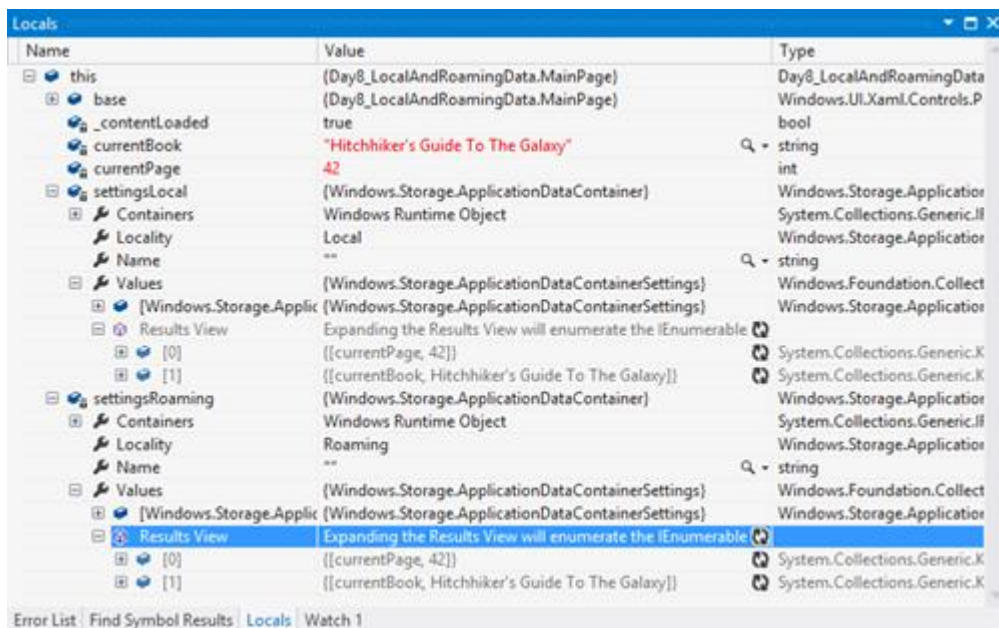 Locals
Name Value Type
this {Day8_LocalAndRoamingData.MainPage} Day8_LocalAndRoamingData
base {Day8_LocalAndRoamingData.MainPage} Windows.UI.Xaml.Controls.P
_contentLoaded true bool
currentBook "Hitchhiker's Guide To The Galaxy" string
currentPage 42 int
settingsLocal {Windows.Storage.ApplicationDataContainer} Windows.Storage.Application
Containers Windows Runtime Object System.Collections.Generic.IR
Locality Local Windows.Storage.Application
Name "" string
Values {Windows.Storage.ApplicationDataContainerSettings} Windows.Foundation.Collect
[Windows.Storage.Applic {Windows.Storage.ApplicationDataContainerSettings} Windows.Storage.Application
Results View Expanding the Results View will enumerate the IEnumerable
[0] {[currentPage, 42]} System.Collections.Generic.K
[1] {[currentBook, Hitchhiker's Guide To The Galaxy]} System.Collections.Generic.K
settingsRoaming {Windows.Storage.ApplicationDataContainer} Windows.Storage.Application
Containers Windows Runtime Object System.Collections.Generic.IR
Locality Roaming Windows.Storage.Application
Name "" string
Values {Windows.Storage.ApplicationDataContainerSettings} Windows.Foundation.Collect
[Windows.Storage.Applic {Windows.Storage.ApplicationDataContainerSettings} Windows.Storage.Application
Results View Expanding the Results View will enumerate the IEnumerable
[0] {[currentPage, 42]} System.Collections.Generic.K
[1] {[currentBook, Hitchhiker's Guide To The Galaxy]} System.Collections.Generic.K
Error List Find Symbol Results Locals Watch 1